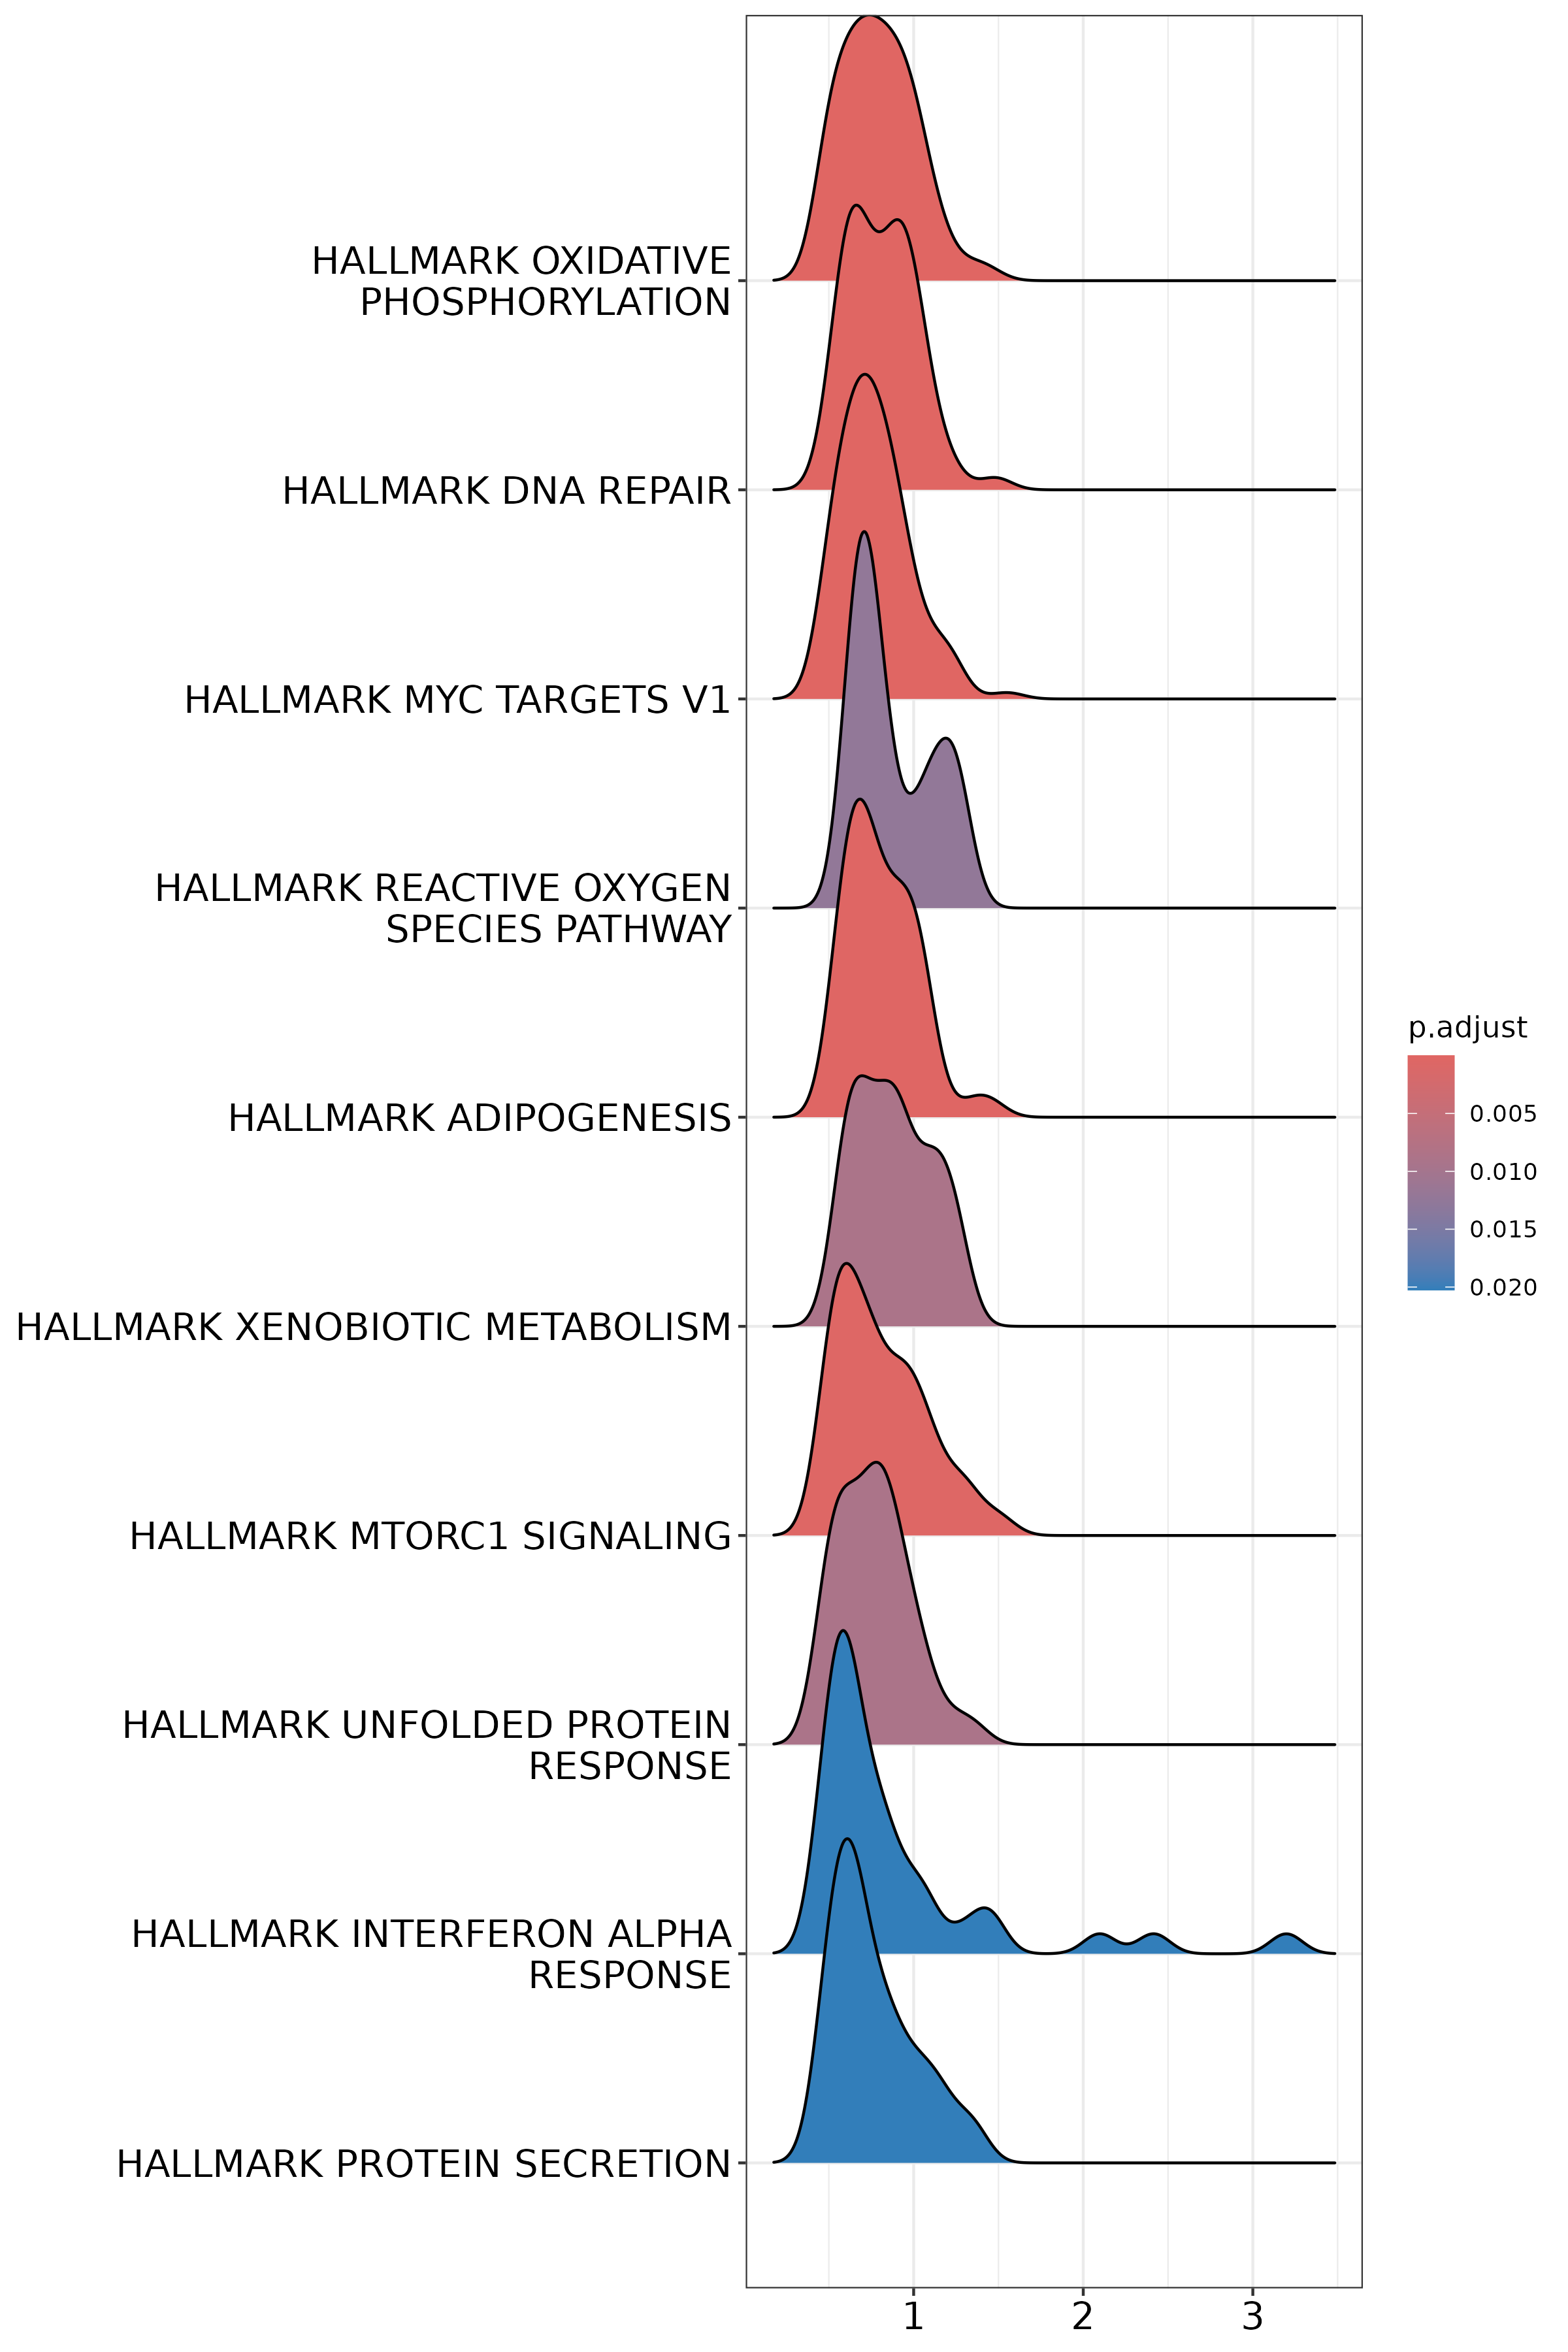 HALLMARK OXIDATIVE
PHOSPHORYLATION
HALLMARK DNA REPAIR
HALLMARK MYC TARGETS V1
HALLMARK REACTIVE OXYGEN
SPECIES PATHWAY
HALLMARK ADIPOGENESIS
HALLMARK XENOBIOTIC METABOLISM
HALLMARK MTORC1 SIGNALING
HALLMARK UNFOLDED PROTEIN
RESPONSE
HALLMARK INTERFERON ALPHA
RESPONSE
HALLMARK PROTEIN SECRETION
1 2 3
p.adjust
0.005
0.010
0.015
0.020